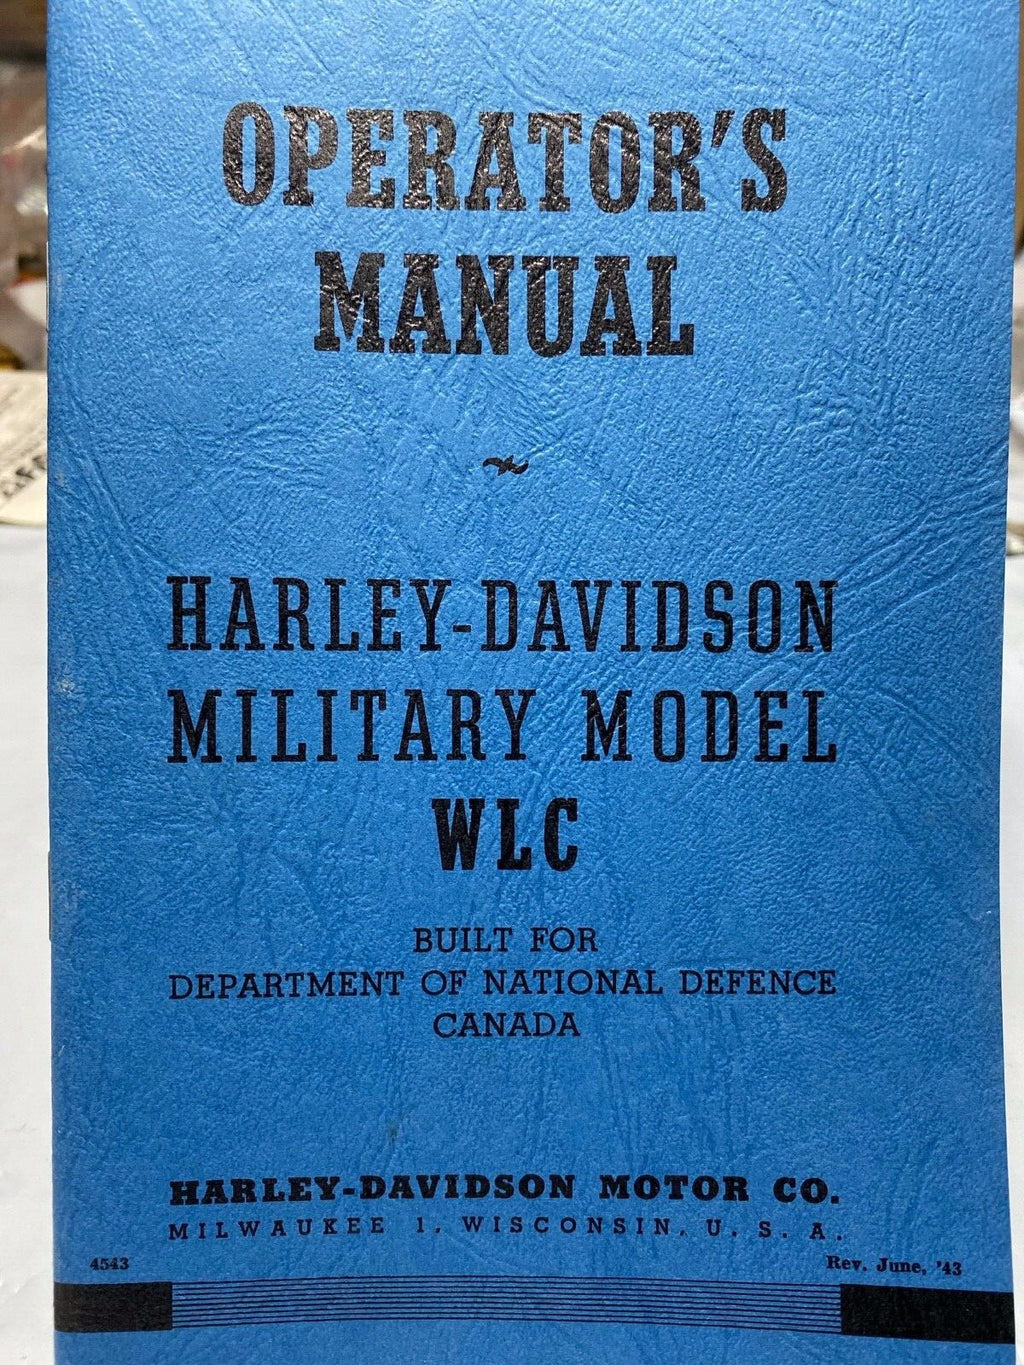 OPERATOR'S
MANUAL
HARLEY-DAVIDSON
MILITARY MODEL
WLC
BUILT FOR
DEPARTMENT OF NATIONAL DEFENCE
CANADA
HARLEY-DAVIDSON MOTOR CO.
MILWAUKEE 1, WISCONSIN, U. S. A.
4543
Rev. June, '43